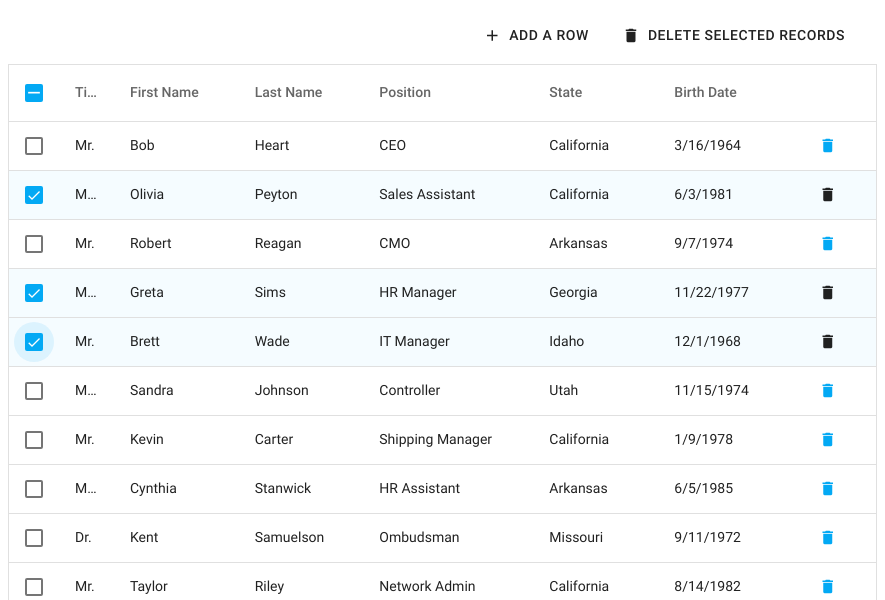 ADD A ROW DELETE SELECTED RECORDS
Ti... First Name Last Name Position State Birth Date
Mr. Bob Heart CEO California 3/16/1964
M... Olivia Peyton Sales Assistant California 6/3/1981
Mr. Robert Reagan CMO Arkansas 9/7/1974
M... Greta Sims HR Manager Georgia 11/22/1977
Mr. Brett Wade IT Manager Idaho 12/1/1968
M... Sandra Johnson Controller Utah 11/15/1974
Mr. Kevin Carter Shipping Manager California 1/9/1978
M... Cynthia Stanwick HR Assistant Arkansas 6/5/1985
Dr. Kent Samuelson Ombudsman Missouri 9/11/1972
Mr. Taylor Riley Network Admin California 8/14/1982